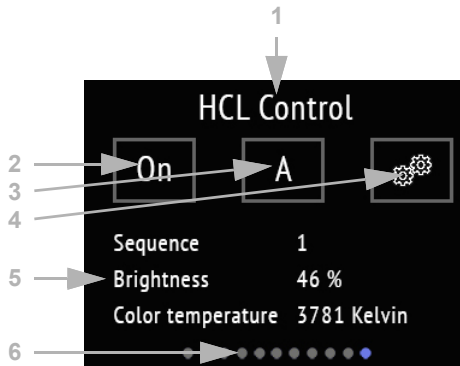 1
HCL Control
2 On A
3
4
Sequence 1
5 Brightness 46 %
Color temperature 3781 Kelvin
6